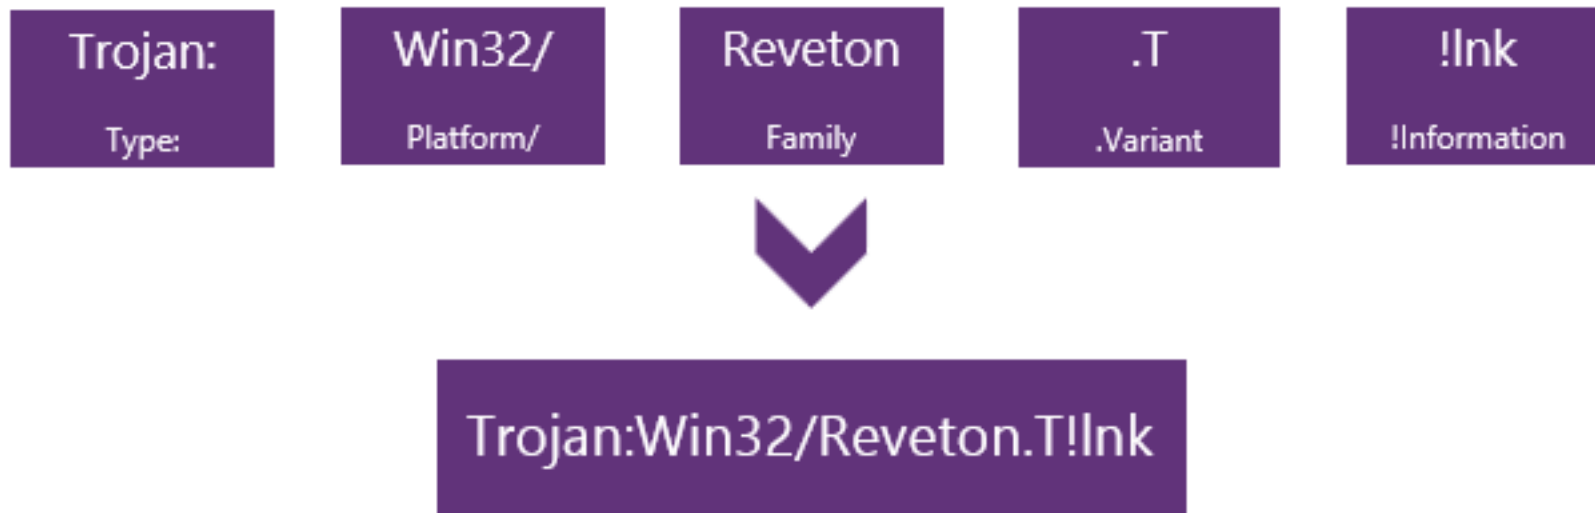 Trojan:
Type:
Win32/
Platform/
Reveton
Family
.T
.Variant
!lnk
!Information
Trojan:Win32/Reveton.T!lnk